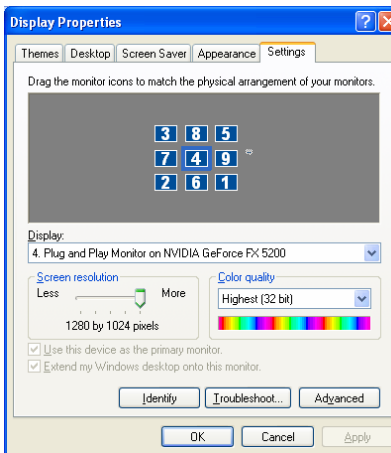 Display Properties
Themes Desktop Screen Saver Appearance Settings
Drag the monitor icons to match the physical arrangement of your monitors.
3 8 5
7 4 9
2 6 1
Display:
4. Plug and Play Monitor on NVIDIA GeForce FX 5200
Screen resolution
Less More
1280 by 1024 pixels
Color quality
Highest (32 bit)
Use this device as the primary monitor.
Extend my Windows desktop onto this monitor.
Identify Troubleshoot... Advanced
OK Cancel Apply